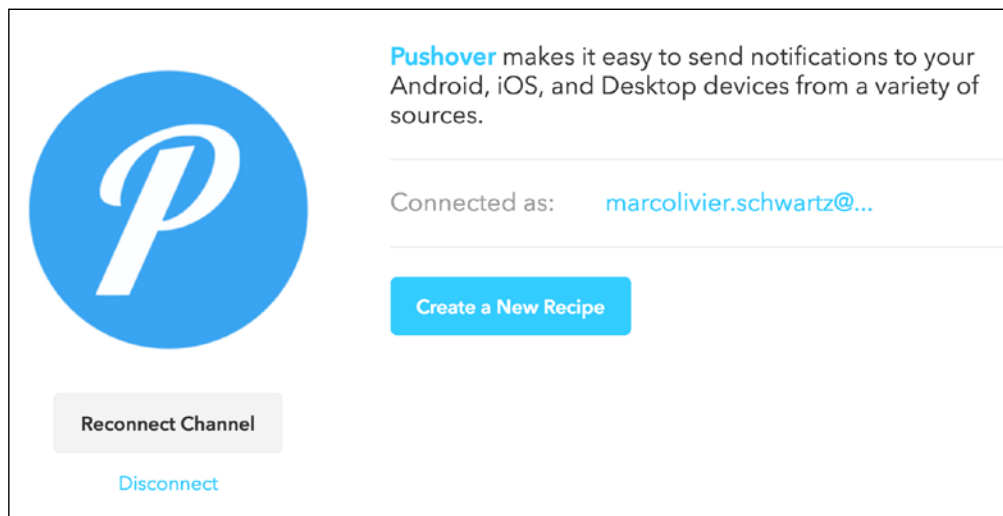 Pushover makes it easy to send notifications to your
Android, iOS, and Desktop devices from a variety of
sources.
Connected as: marcolivier.schwartz@...
Create a New Recipe
P
Reconnect Channel
Disconnect